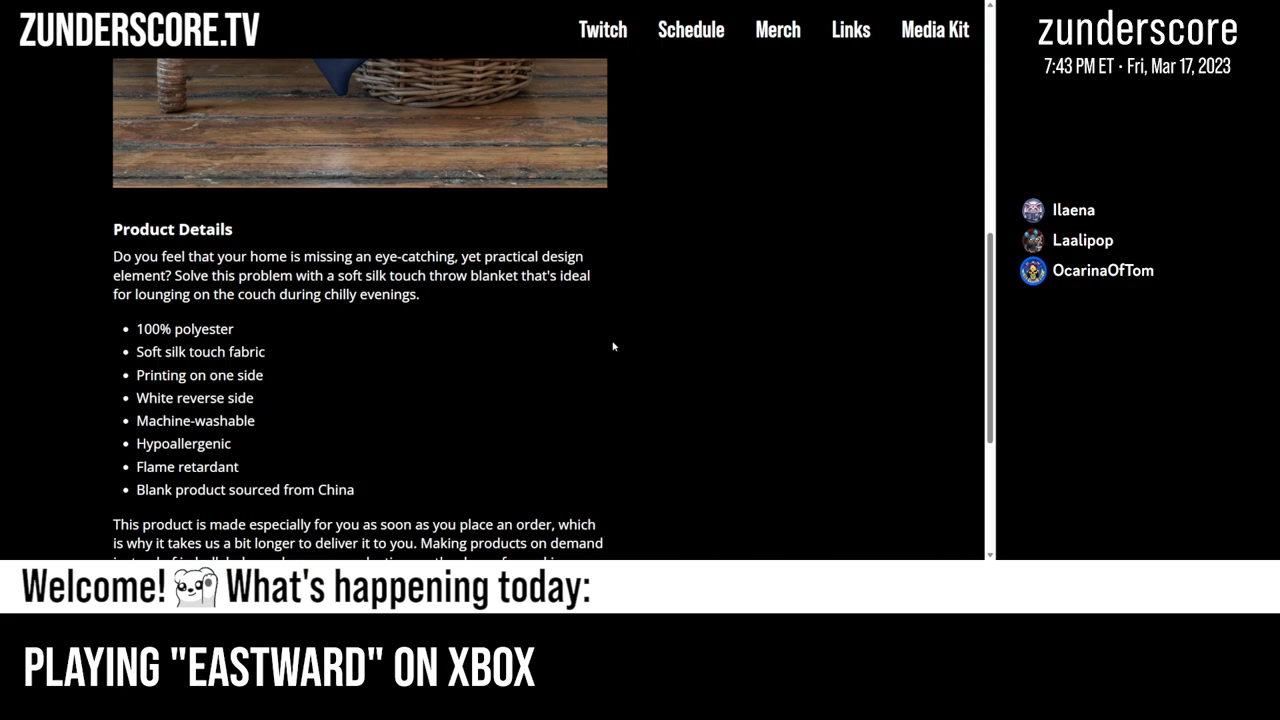 ZUNDERSCORE.TV
Twitch
Schedule
Merch
Links
Media Kit
zunderscore
7:43 PM ET · Fri, Mar 17, 2023
Ilaena
Laalipop
OcarinaOfTom
Product Details
Do you feel that your home is missing an eye-catching, yet practical design
element? Solve this problem with a soft silk touch throw blanket that's ideal
for lounging on the couch during chilly evenings.
• 100% polyester
• Soft silk touch fabric
• Printing on one side
• White reverse side
• Machine-washable
• Hypoallergenic
• Flame retardant
• Blank product sourced from China
This product is made especially for you as soon as you place an order, which
is why it takes us a bit longer to deliver it to you. Making products on demand
Welcome! What's happening today:
PLAYING "EASTWARD" ON XBOX